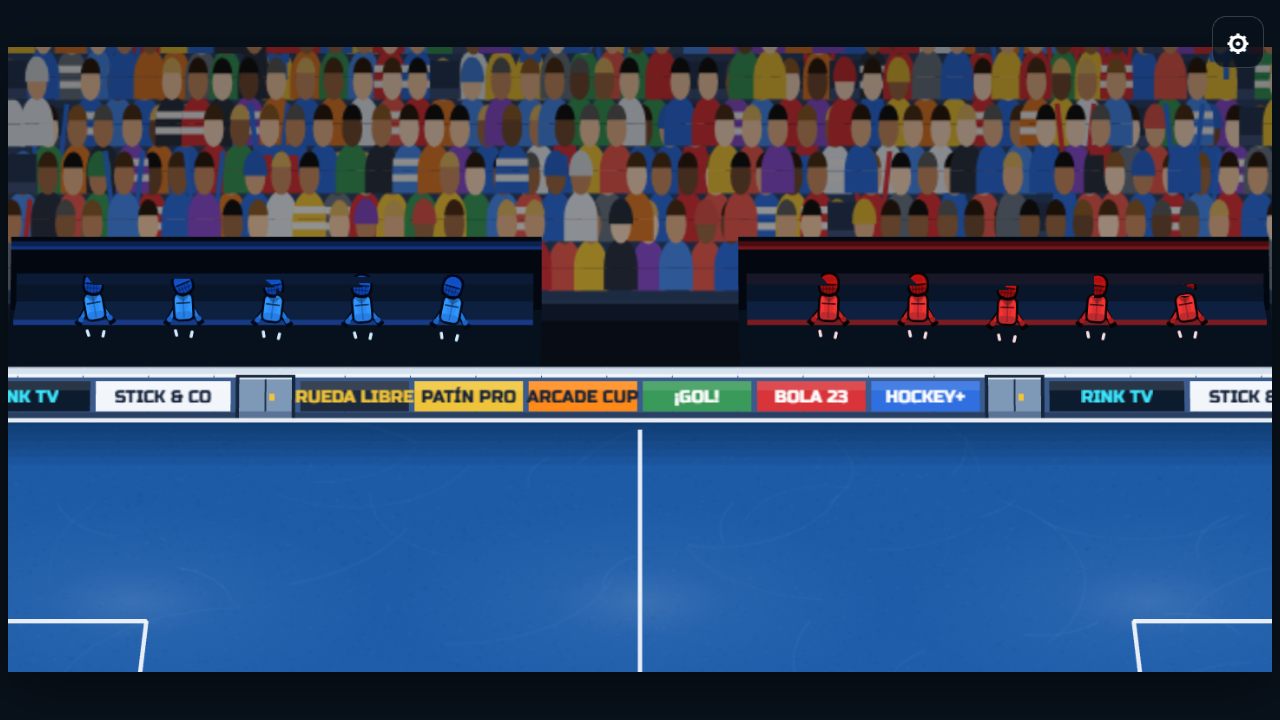 NK TV
STICK & CO
RUEDA LIBRE
PATÍN PRO
ARCADE CUP
¡GOL!
BOLA 23
HOCKEY+
RINK TV
STICK &